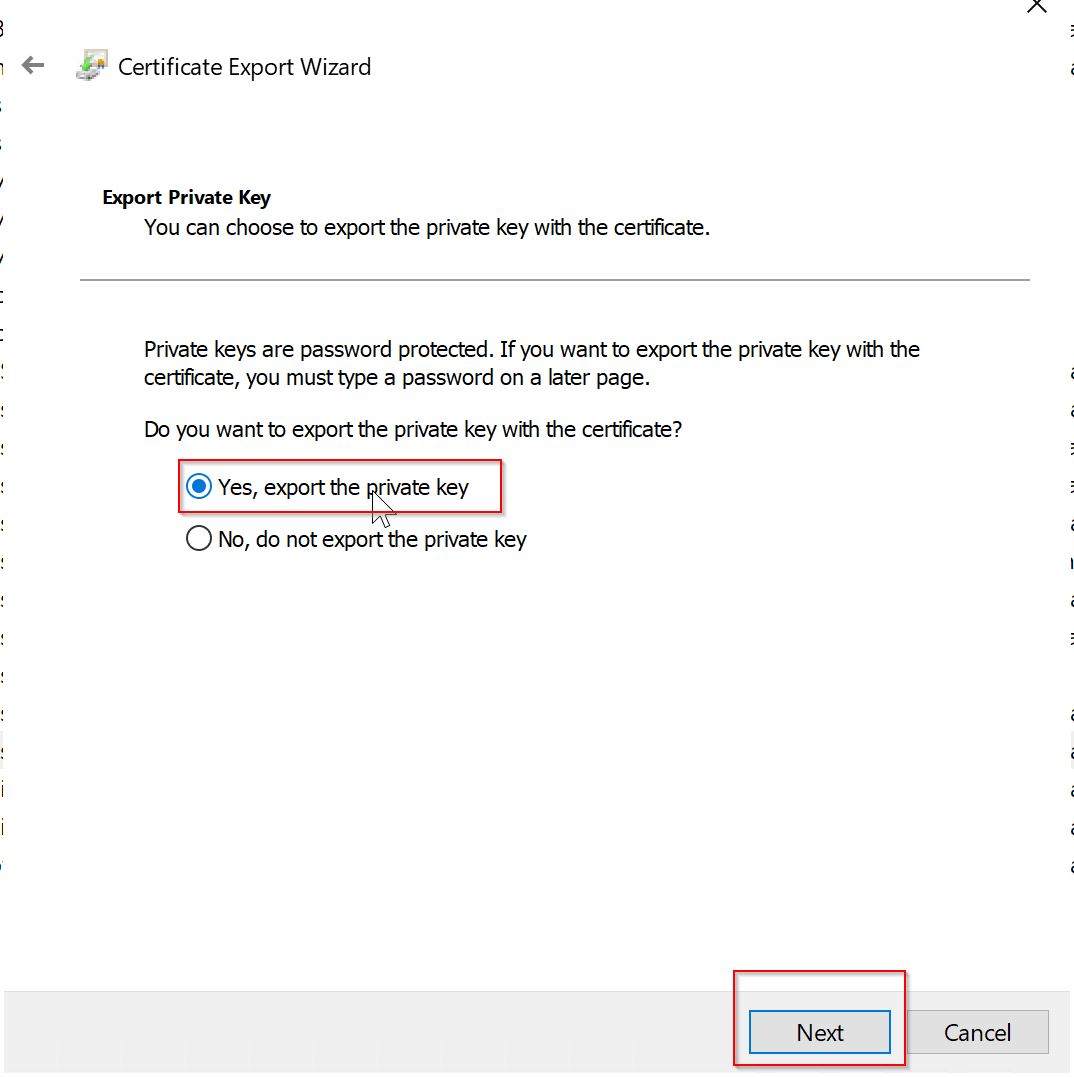 Certificate Export Wizard
Export Private Key
You can choose to export the private key with the certificate.
Private keys are password protected. If you want to export the private key with the
certificate, you must type a password on a later page.
Do you want to export the private key with the certificate?
Yes, export the private key
No, do not export the private key
Next
Cancel